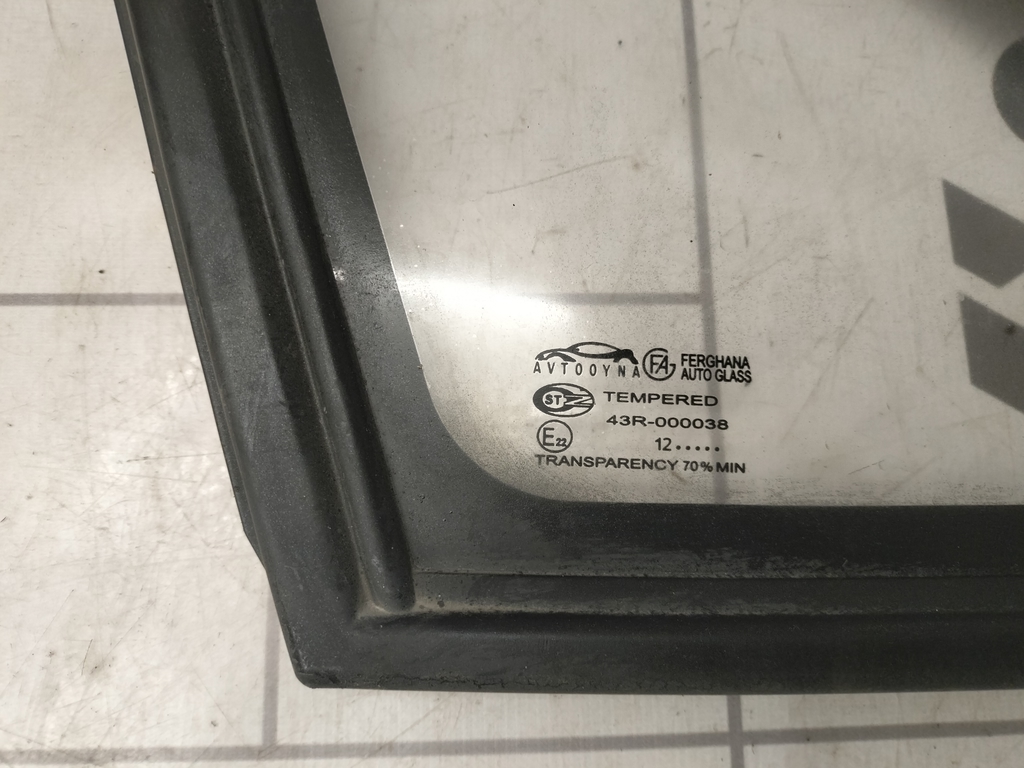 AVTOOYNA FA FERGHANA
AUTO GLASS
ST TEMPERED
43R-000038
E22 12.....
TRANSPARENCY 70% MIN